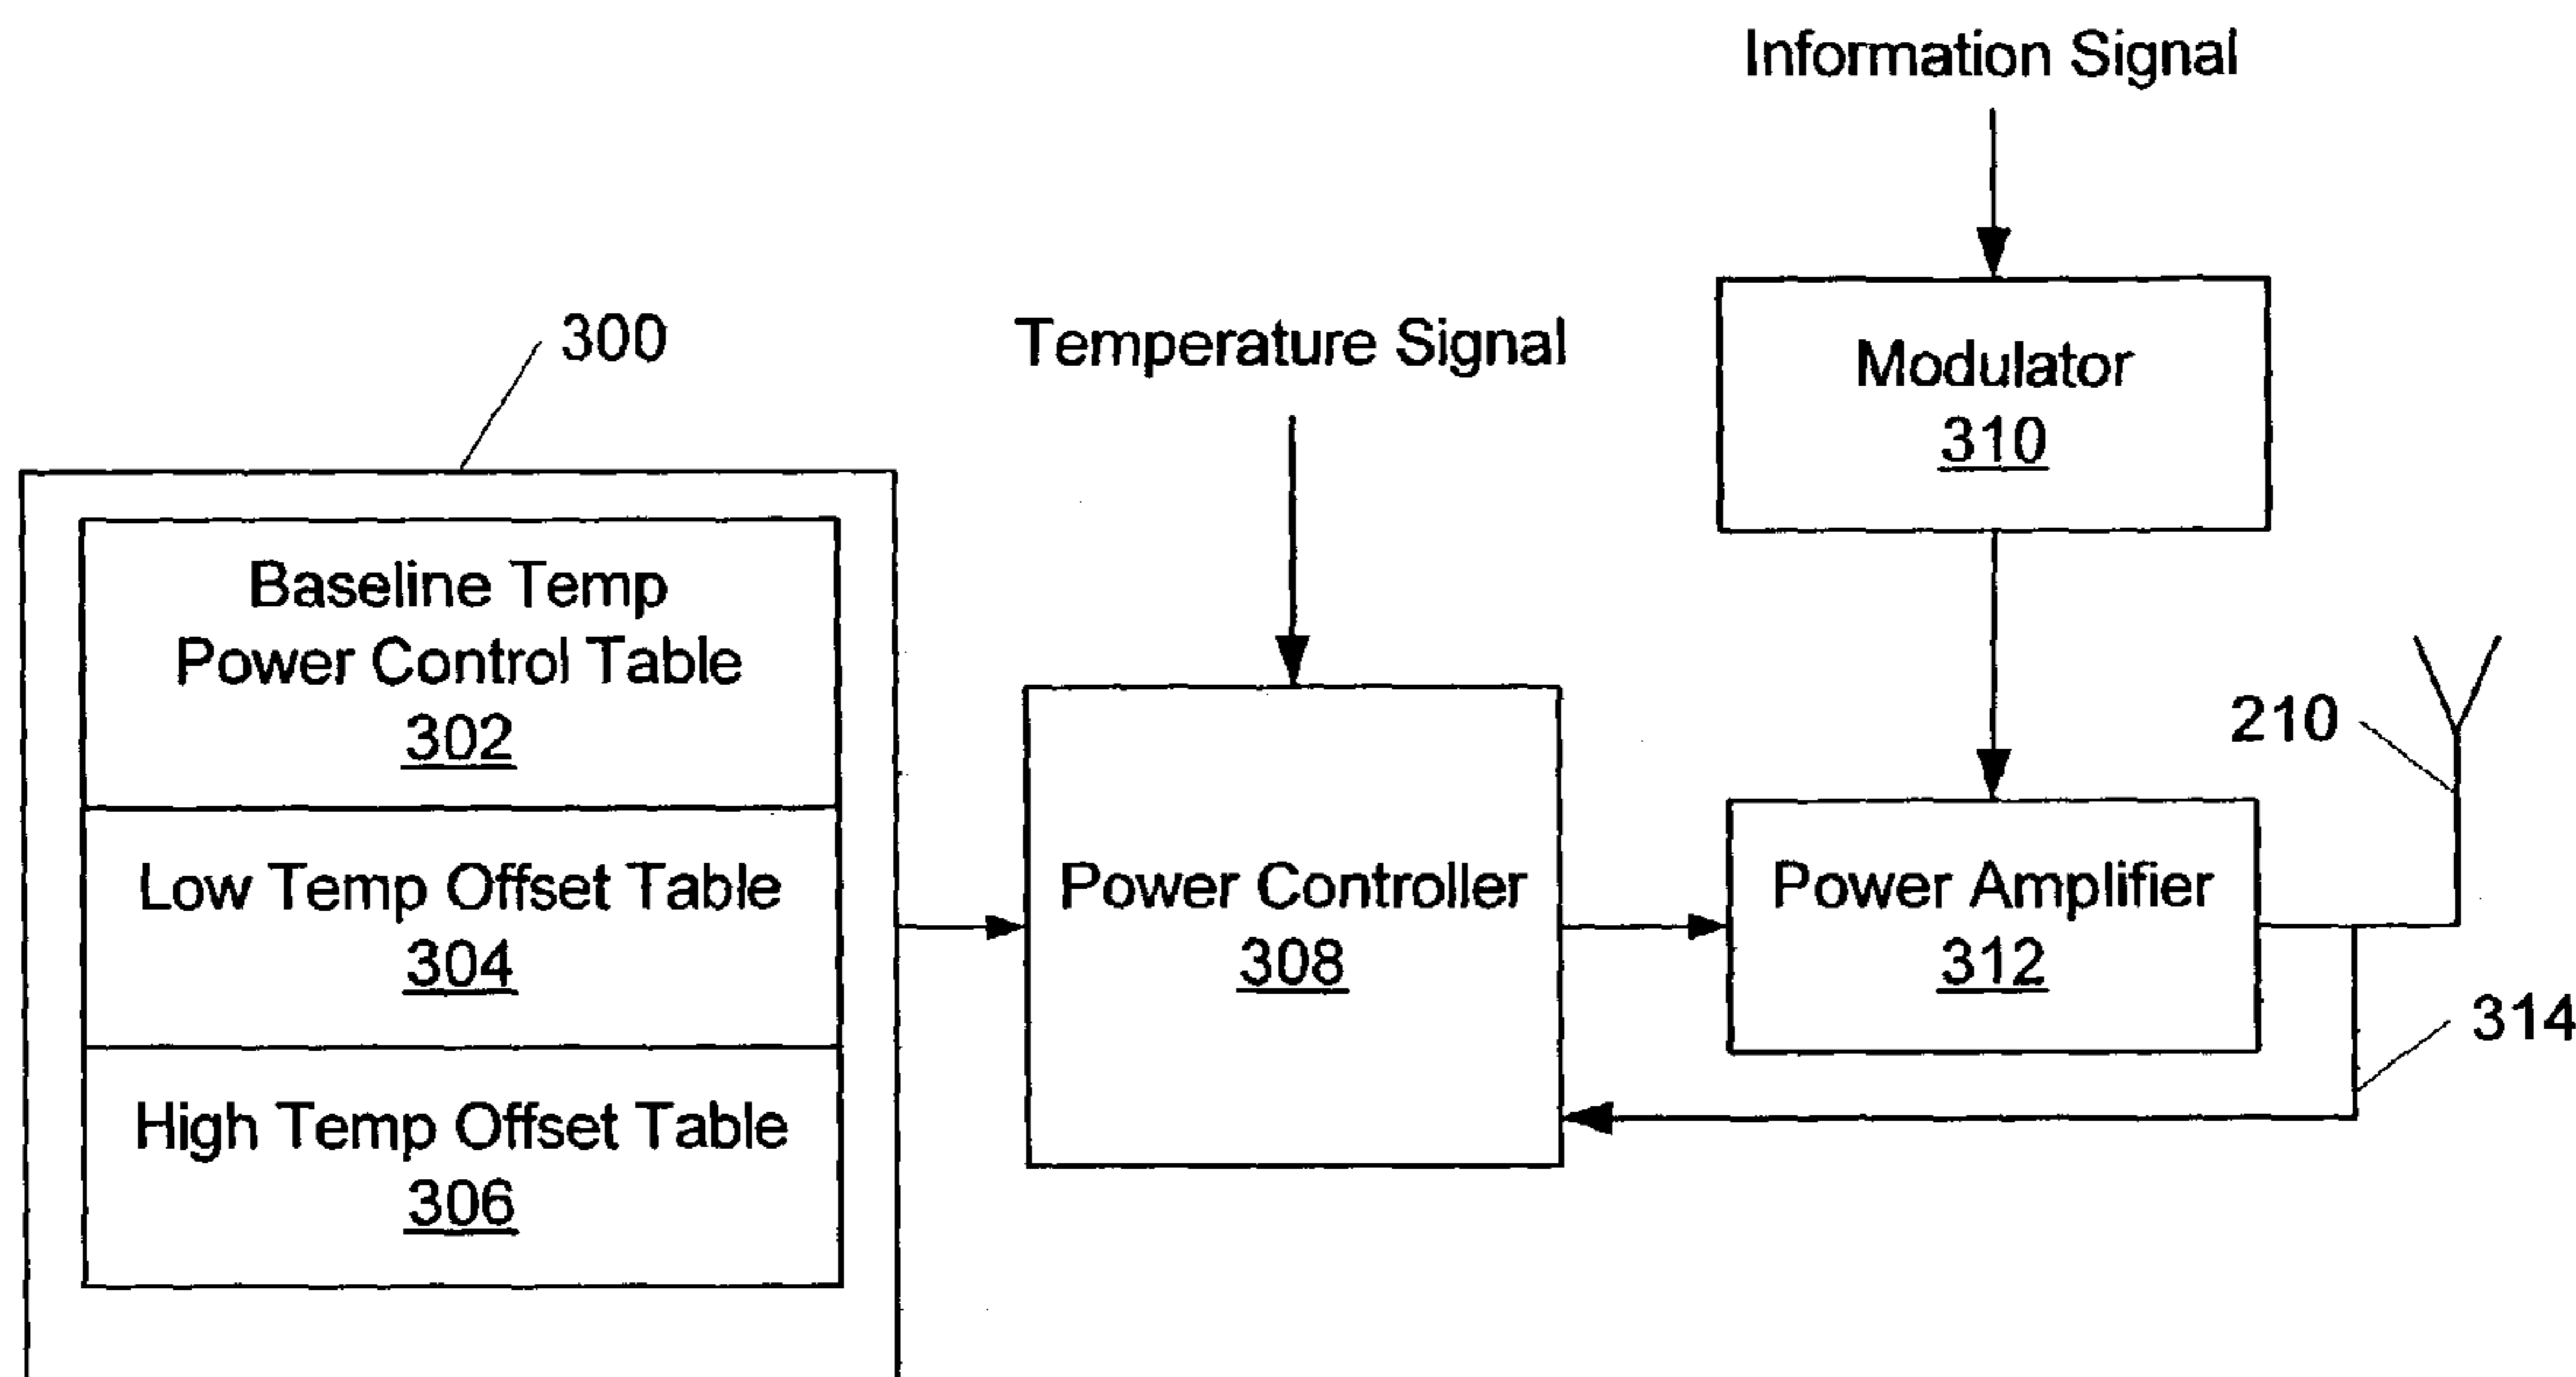 Information Signal
300
Temperature Signal
Modulator
310
Baseline Temp
Power Control Table
302
210
Low Temp Offset Table
304
Power Controller
308
Power Amplifier
312
314
High Temp Offset Table
306